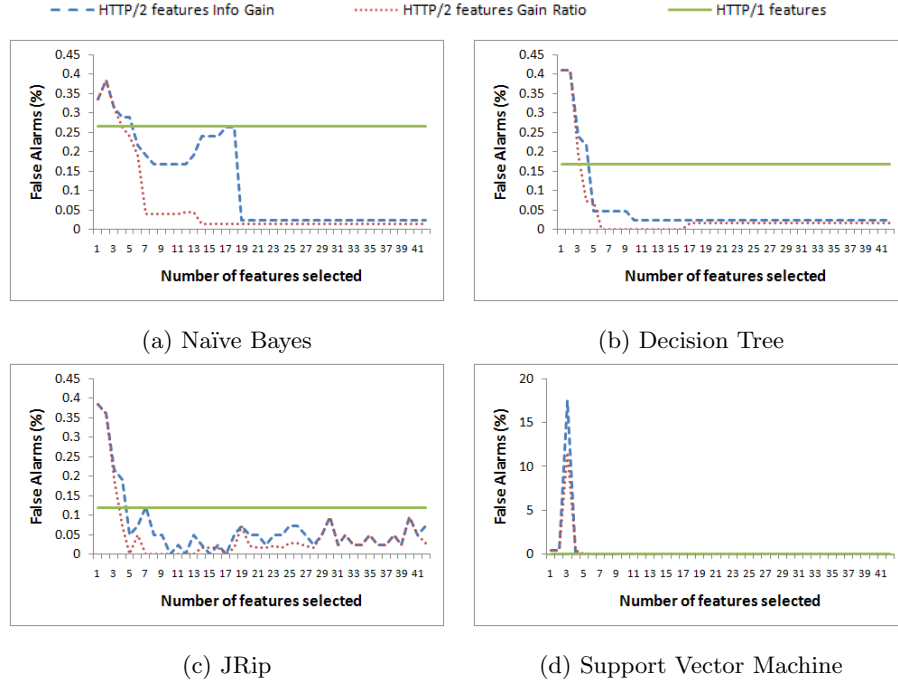 HTTP/2 features Info Gain HTTP/2 features Gain Ratio HTTP/1 features
False Alarms (%)
0.45
0.4
0.35
0.3
0.25
0.2
0.15
0.1
0.05
0
1 3 5 7 9 11 13 15 17 19 21 23 25 27 29 31 33 35 37 39 41
Number of features selected
(a) Naïve Bayes
False Alarms (%)
0.45
0.4
0.35
0.3
0.25
0.2
0.15
0.1
0.05
0
1 3 5 7 9 11 13 15 17 19 21 23 25 27 29 31 33 35 37 39 41
Number of features selected
(b) Decision Tree
False Alarms (%)
0.45
0.4
0.35
0.3
0.25
0.2
0.15
0.1
0.05
0
1 3 5 7 9 11 13 15 17 19 21 23 25 27 29 31 33 35 37 39 41
Number of features selected
(c) JRip
False Alarms (%)
20
15
10
5
0
1 3 5 7 9 11 13 15 17 19 21 23 25 27 29 31 33 35 37 39 41
Number of features selected
(d) Support Vector Machine